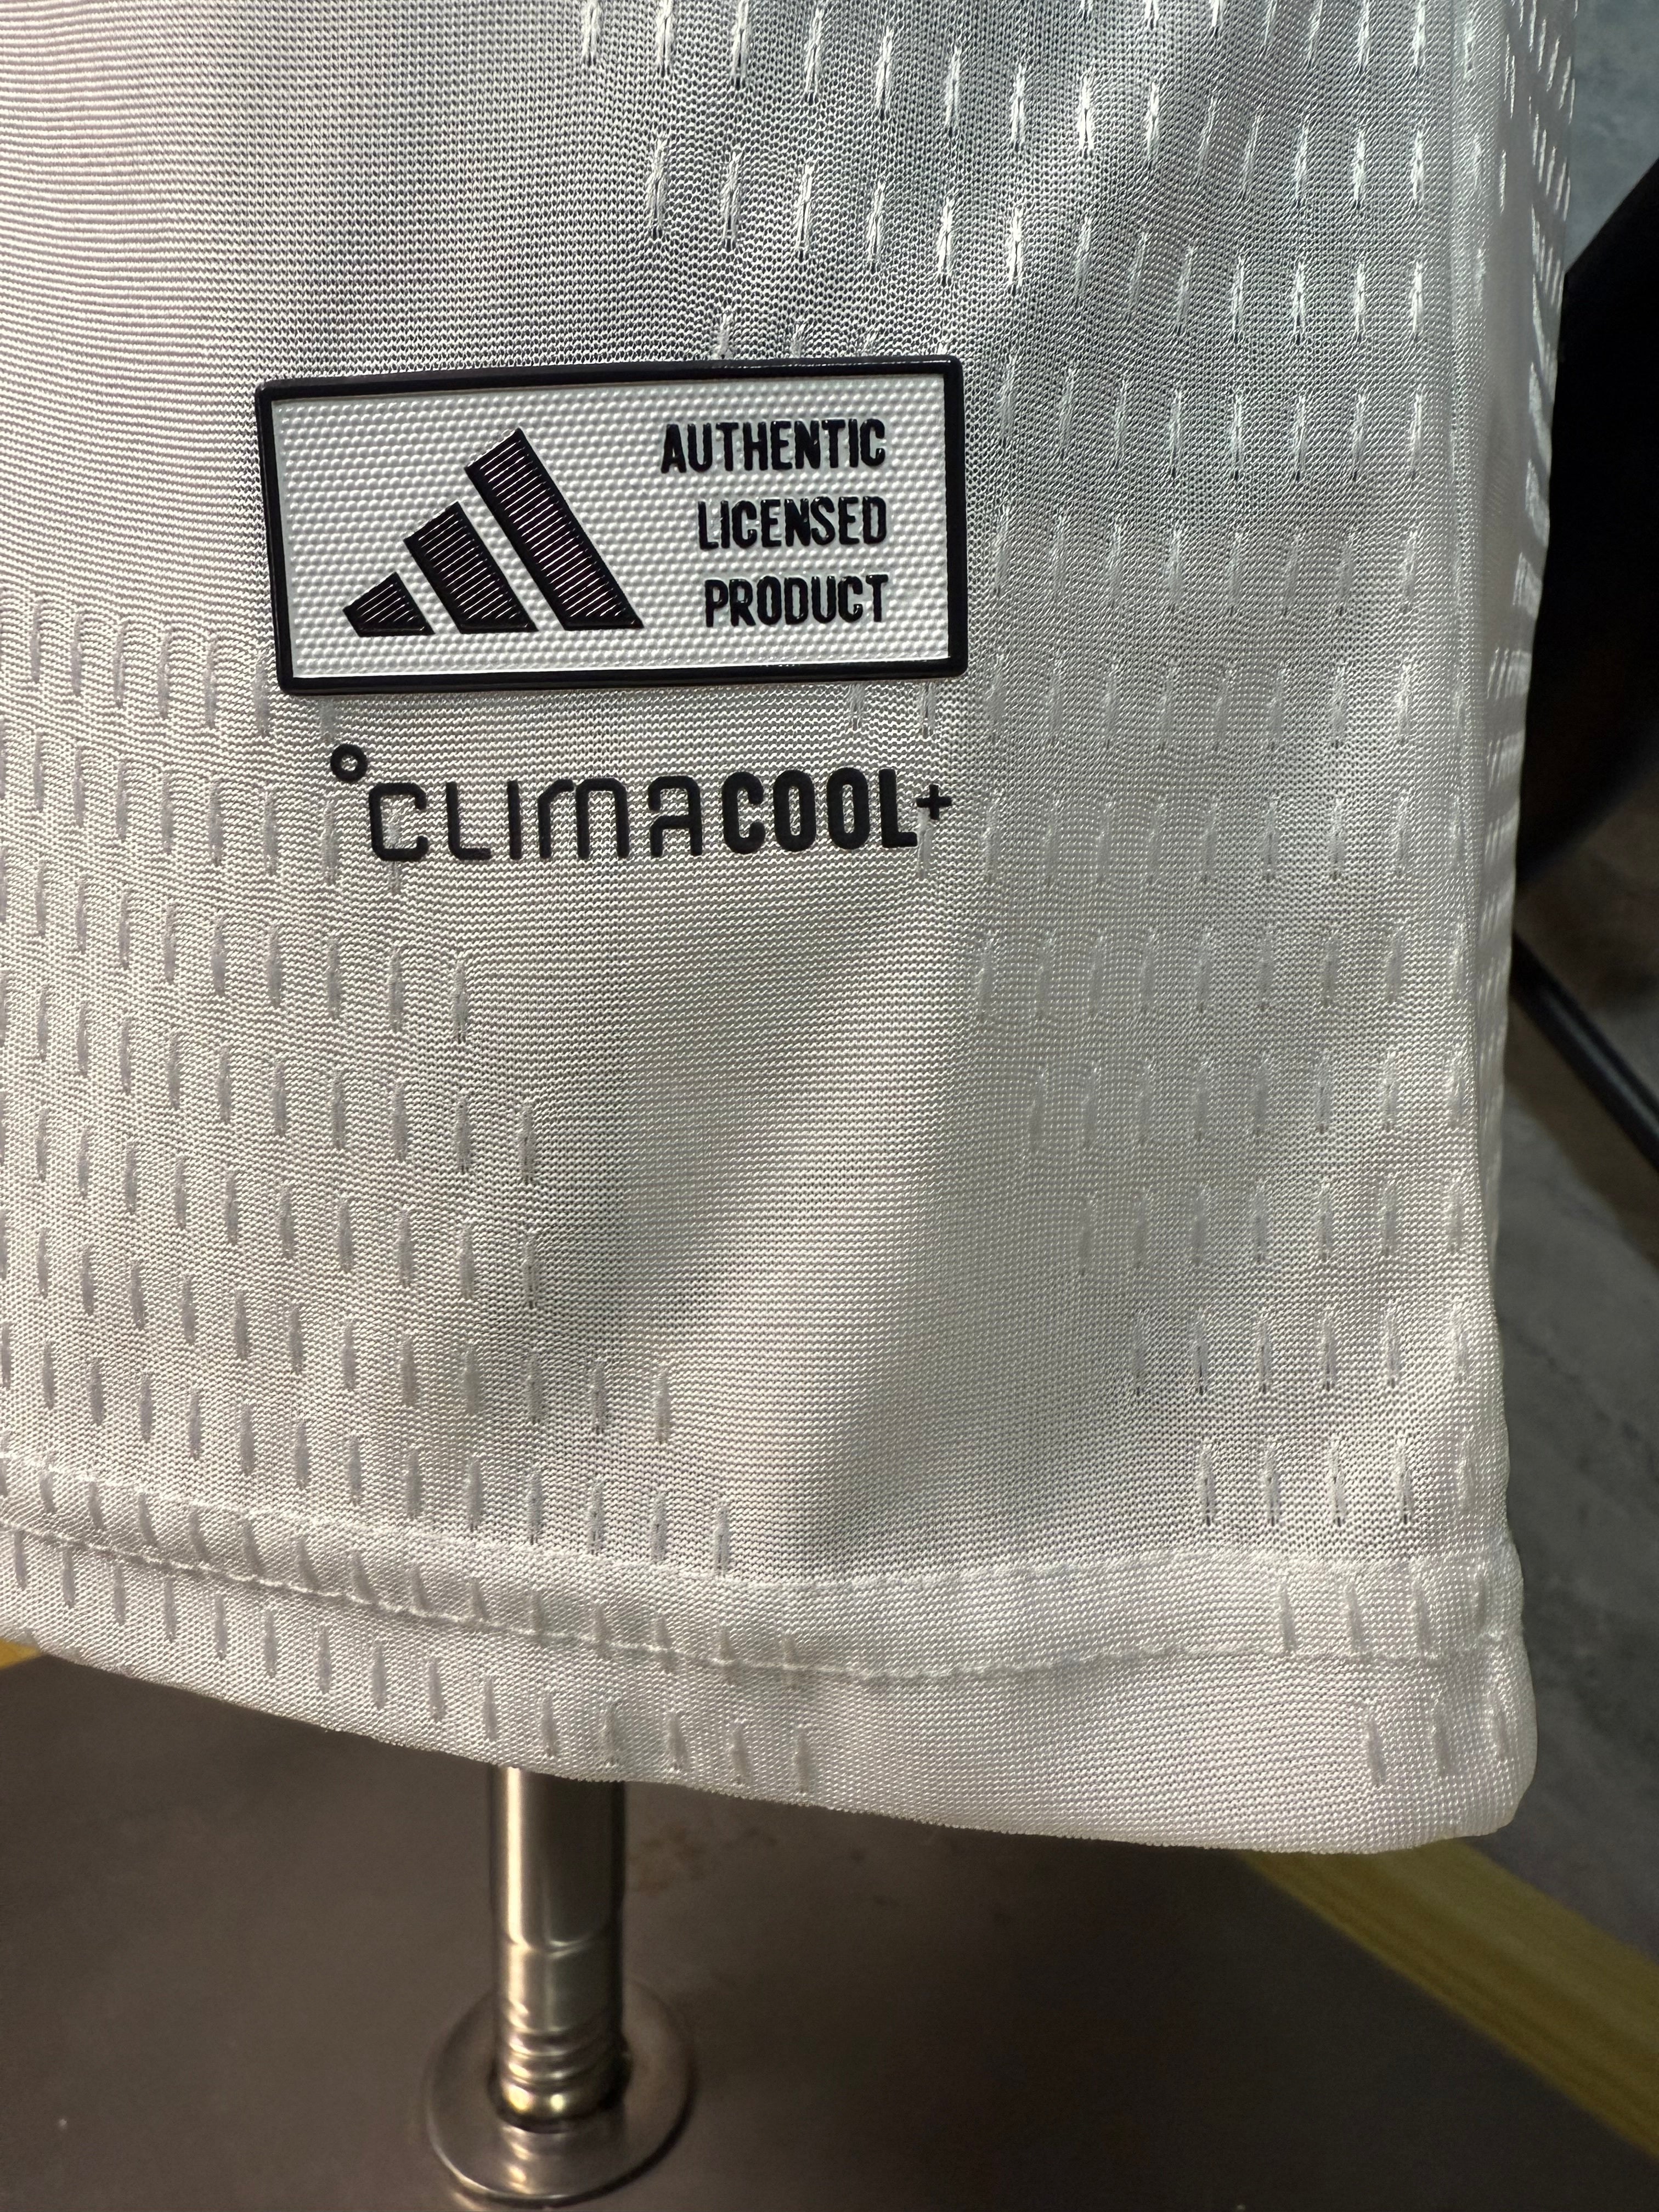 AUTHENTIC
LICENSED
PRODUCT
°CLIMACOOL+